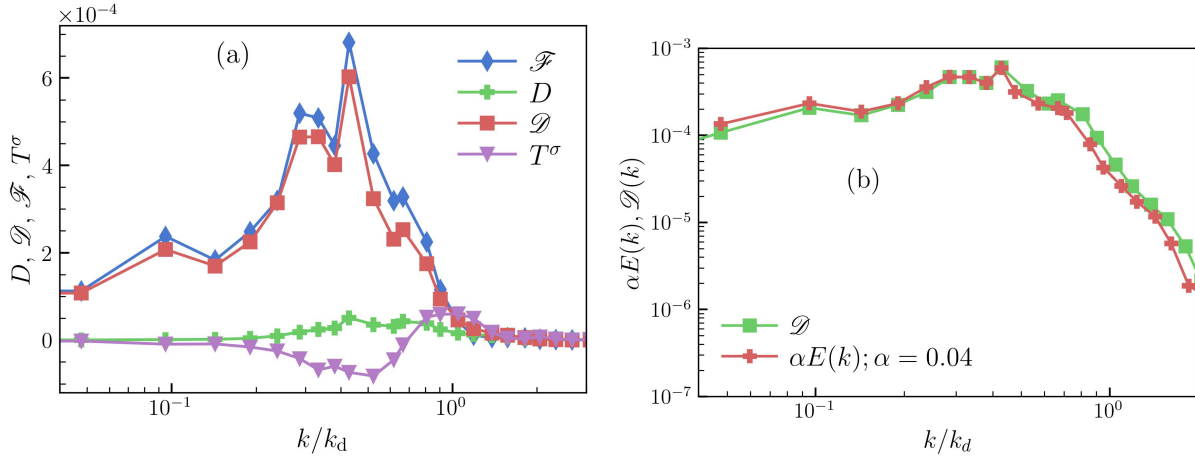 ×10⁻⁴
(a)
6
4
2
0
D, 𝒟, ℱ, T^σ
ℱ
D
𝒟
T^σ
10⁻¹
10⁰
k/k_d
10⁻³
10⁻⁴
10⁻⁵
10⁻⁶
10⁻⁷
αE(k), 𝒟(k)
(b)
𝒟
αE(k); α = 0.04
10⁻¹
10⁰
k/k_d